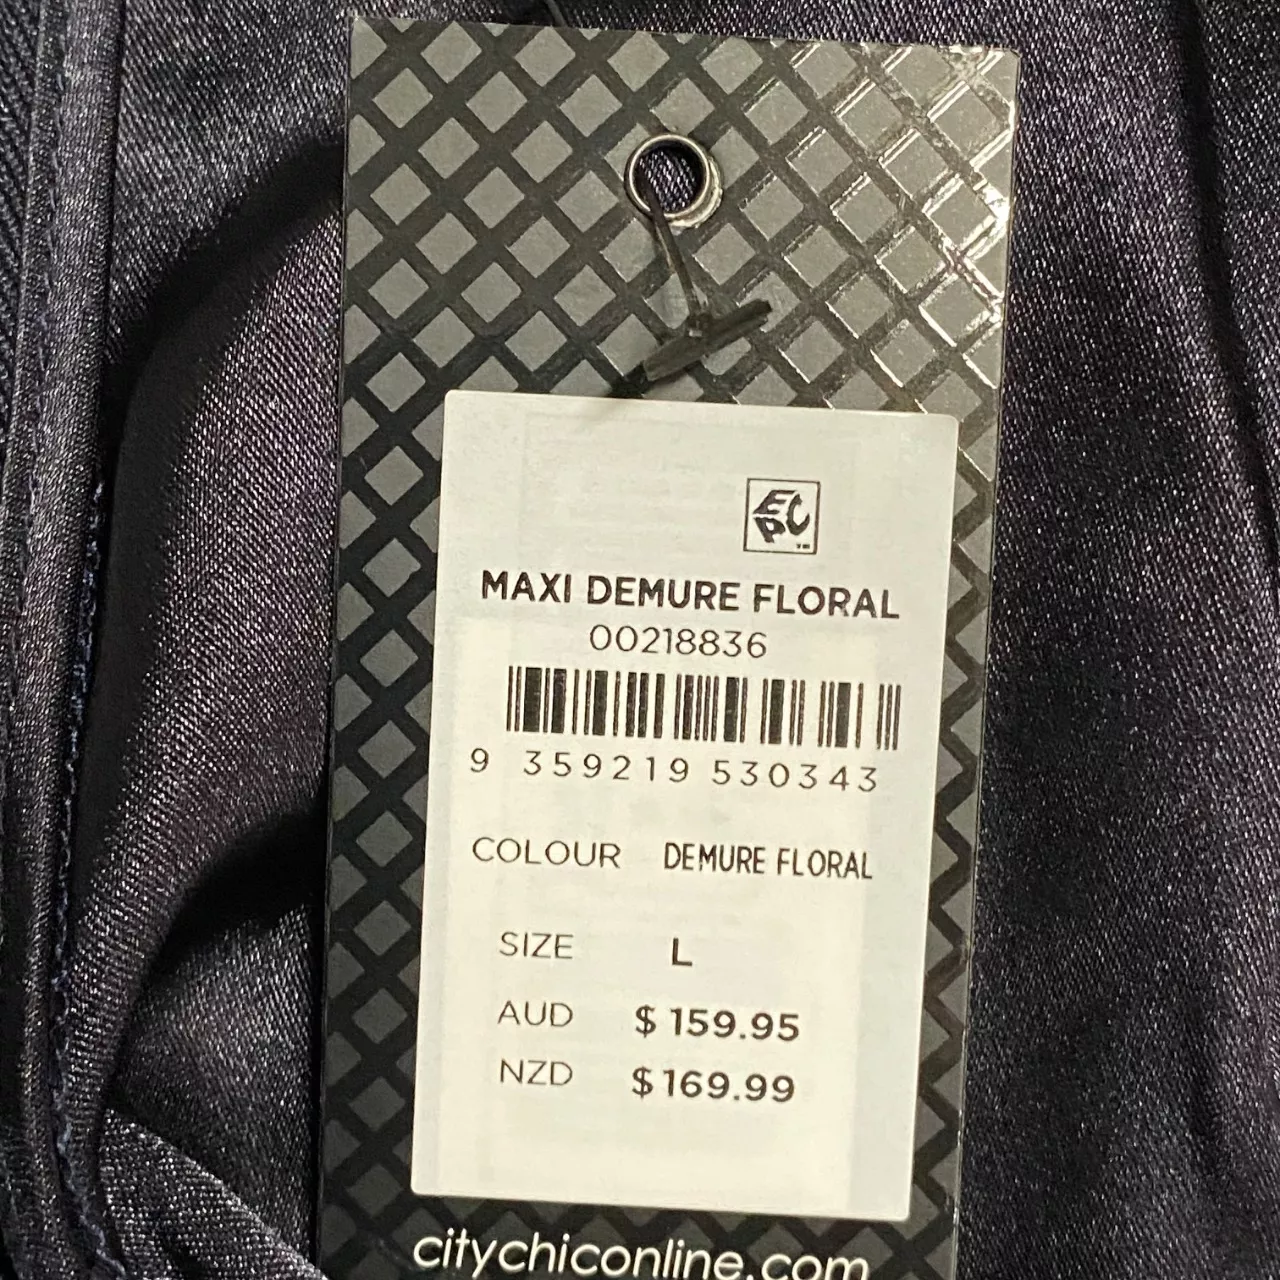 EPC
MAXI DEMURE FLORAL
00218836
9 359219 530343
COLOUR DEMURE FLORAL
SIZE L
AUD $ 159.95
NZD $ 169.99
citychiconline.com